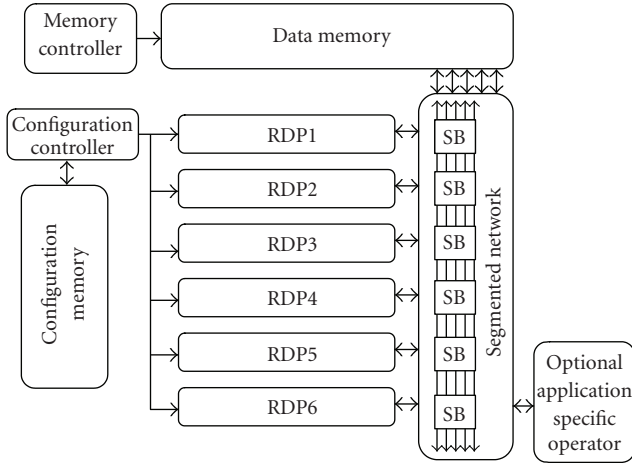 Memory
controller
Data memory
Configuration
controller
Configuration
memory
RDP1
RDP2
RDP3
RDP4
RDP5
RDP6
SB
SB
SB
SB
SB
SB
Segmented network
Optional
application
specific
operator